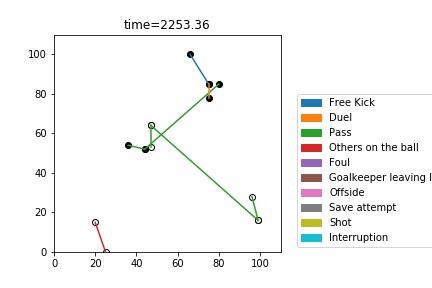 time=2253.36
100
80
60
40
20
0
0 20 40 60 80 100
Free Kick
Duel
Pass
Others on the ball
Foul
Goalkeeper leaving l
Offside
Save attempt
Shot
Interruption